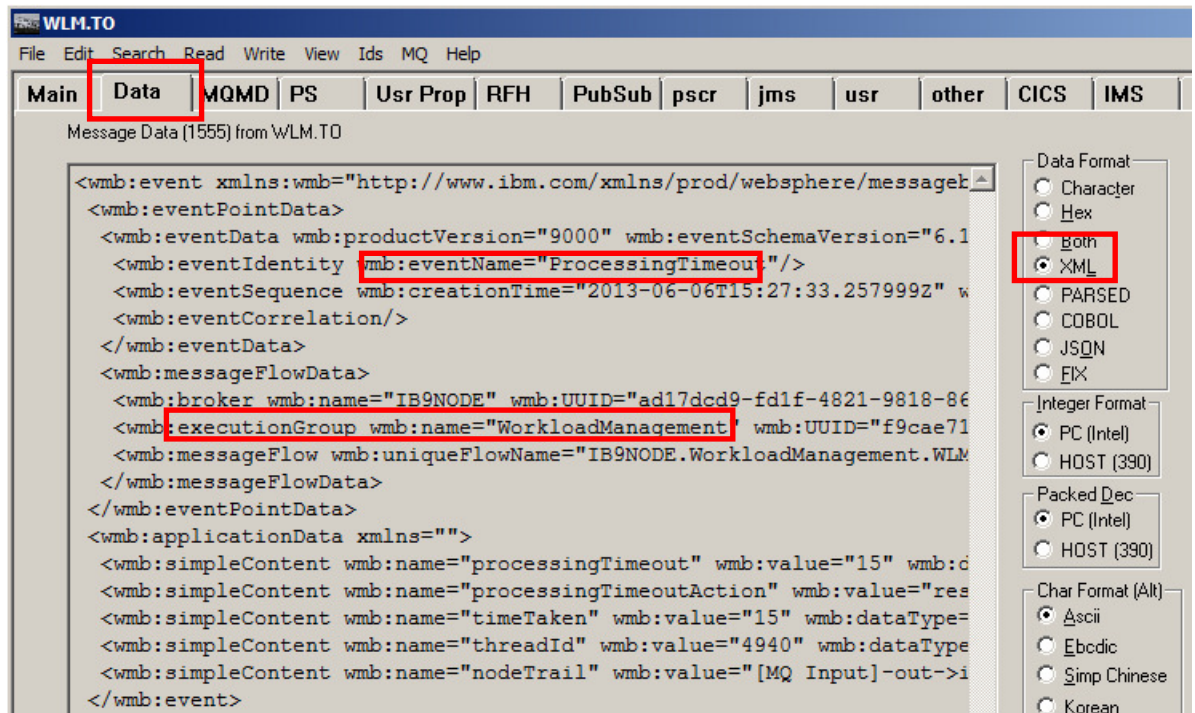 WLM.TO
File Edit Search Read Write View Ids MQ Help
Main Data MQMD PS Usr Prop RFH PubSub pscr jms usr other CICS IMS
Message Data (1555) from WLM.TO
<wmb:event xmlns:wmb="http://www.ibm.com/xmlns/prod/websphere/messageb
<wmb:eventPointData>
<wmb:eventData wmb:productVersion="9000" wmb:eventSchemaVersion="6.1
<wmb:eventIdentity wmb:eventName="ProcessingTimeout"/>
<wmb:eventSequence wmb:creationTime="2013-06-06T15:27:33.257999Z" w
<wmb:eventCorrelation/>
</wmb:eventData>
<wmb:messageFlowData>
<wmb:broker wmb:name="IB9NODE" wmb:UUID="ad17dcd9-fd1f-4821-9818-86
<wmb:executionGroup wmb:name="WorkloadManagement" wmb:UUID="f9cae71
<wmb:messageFlow wmb:uniqueFlowName="IB9NODE.WorkloadManagement.WLM
</wmb:messageFlowData>
</wmb:eventPointData>
<wmb:applicationData xmlns="">
<wmb:simpleContent wmb:name="processingTimeout" wmb:value="15" wmb:d
<wmb:simpleContent wmb:name="processingTimeoutAction" wmb:value="res
<wmb:simpleContent wmb:name="timeTaken" wmb:value="15" wmb:dataType=
<wmb:simpleContent wmb:name="threadId" wmb:value="4940" wmb:dataType
<wmb:simpleContent wmb:name="nodeTrail" wmb:value="[MQ Input]-out->i
</wmb:event>
Data Format
Character
Hex
Both
XML
PARSED
COBOL
JSON
FIX
Integer Format
PC (Intel)
HOST (390)
Packed Dec
PC (Intel)
HOST (390)
Char Format (Alt)
Ascii
Ebcdic
Simp Chinese
Korean